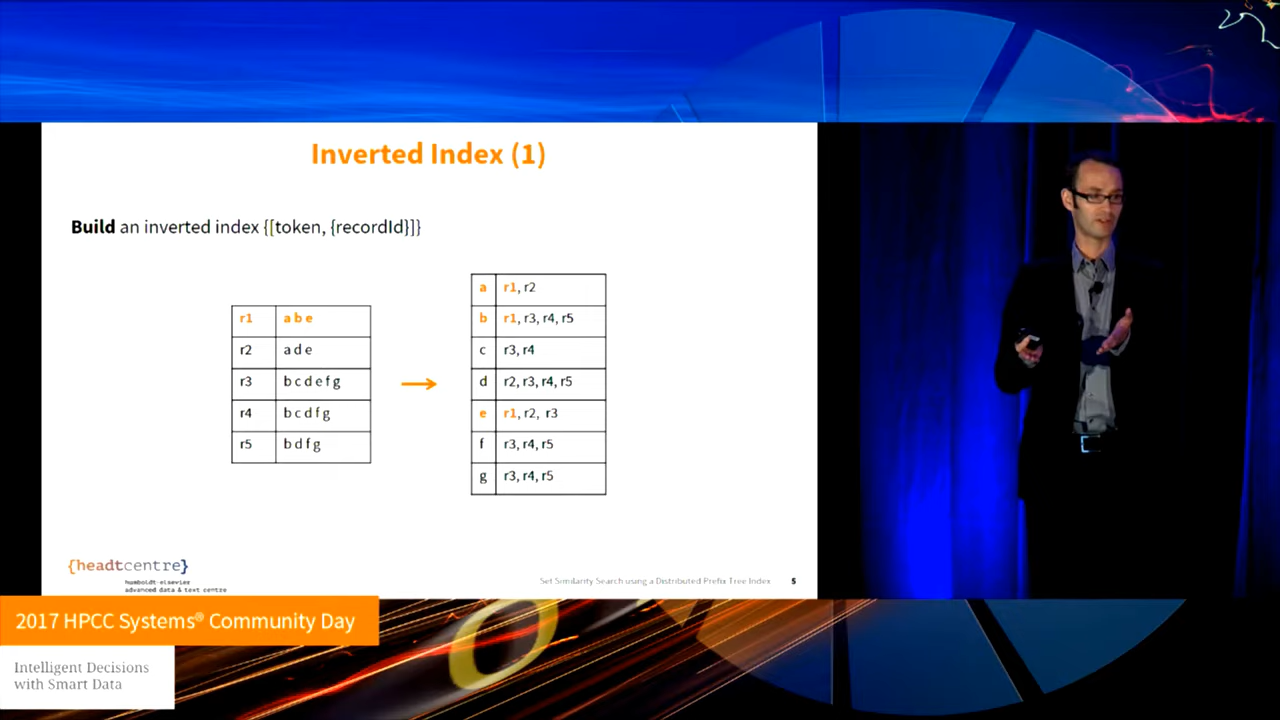 Inverted Index (1)
Build an inverted index {[token, {recordId}]}
r1 a b e
r2 a d e
r3 b c d e f g
r4 b c d f g
r5 b d f g
→
a r1, r2
b r1, r3, r4, r5
c r3, r4
d r2, r3, r4, r5
e r1, r2, r3
f r3, r4, r5
g r3, r4, r5
{headtcentre}
humboldt-elsevier
advanced data & text centre
Set Similarity Search using a Distributed Prefix Tree Index 5
2017 HPCC Systems® Community Day
Intelligent Decisions
with Smart Data